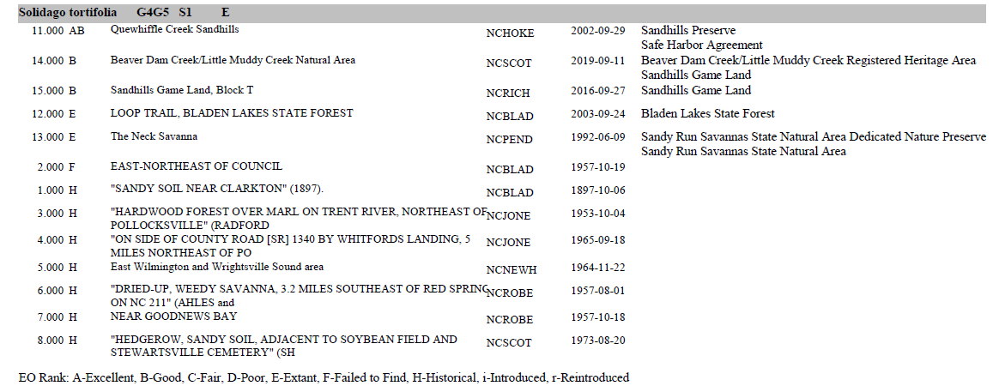 Solidago tortifolia G4G5 S1 E
11.000 AB Quewhiffle Creek Sandhills NCHOKE 2002-09-29 Sandhills Preserve
Safe Harbor Agreement
14.000 B Beaver Dam Creek/Little Muddy Creek Natural Area NCSCOT 2019-09-11 Beaver Dam Creek/Little Muddy Creek Registered Heritage Area
Sandhills Game Land
15.000 B Sandhills Game Land, Block T NCRICH 2016-09-27 Sandhills Game Land
12.000 E LOOP TRAIL, BLADEN LAKES STATE FOREST NCBLAD 2003-09-24 Bladen Lakes State Forest
13.000 E The Neck Savanna NCPEND 1992-06-09 Sandy Run Savannas State Natural Area Dedicated Nature Preserve
Sandy Run Savannas State Natural Area
2.000 F EAST-NORTHEAST OF COUNCIL NCBLAD 1957-10-19
1.000 H "SANDY SOIL NEAR CLARKTON" (1897). NCBLAD 1897-10-06
3.000 H "HARDWOOD FOREST OVER MARL ON TRENT RIVER, NORTHEAST OF NCJONE 1953-10-04
POLLOCKSVILLE" (RADFORD
4.000 H "ON SIDE OF COUNTY ROAD [SR] 1340 BY WHITFORDS LANDING, 5 NCJONE 1965-09-18
MILES NORTHEAST OF PO
5.000 H East Wilmington and Wrightsville Sound area NCNEWH 1964-11-22
6.000 H "DRIED-UP, WEEDY SAVANNA, 3.2 MILES SOUTHEAST OF RED SPRING NCROBE 1957-08-01
ON NC 211" (AHLES and
7.000 H NEAR GOODNEWS BAY NCROBE 1957-10-18
8.000 H "HEDGEROW, SANDY SOIL, ADJACENT TO SOYBEAN FIELD AND NCSCOT 1973-08-20
STEWARTSVILLE CEMETERY" (SH
EO Rank: A-Excellent, B-Good, C-Fair, D-Poor, E-Extant, F-Failed to Find, H-Historical, i-Introduced, r-Reintroduced